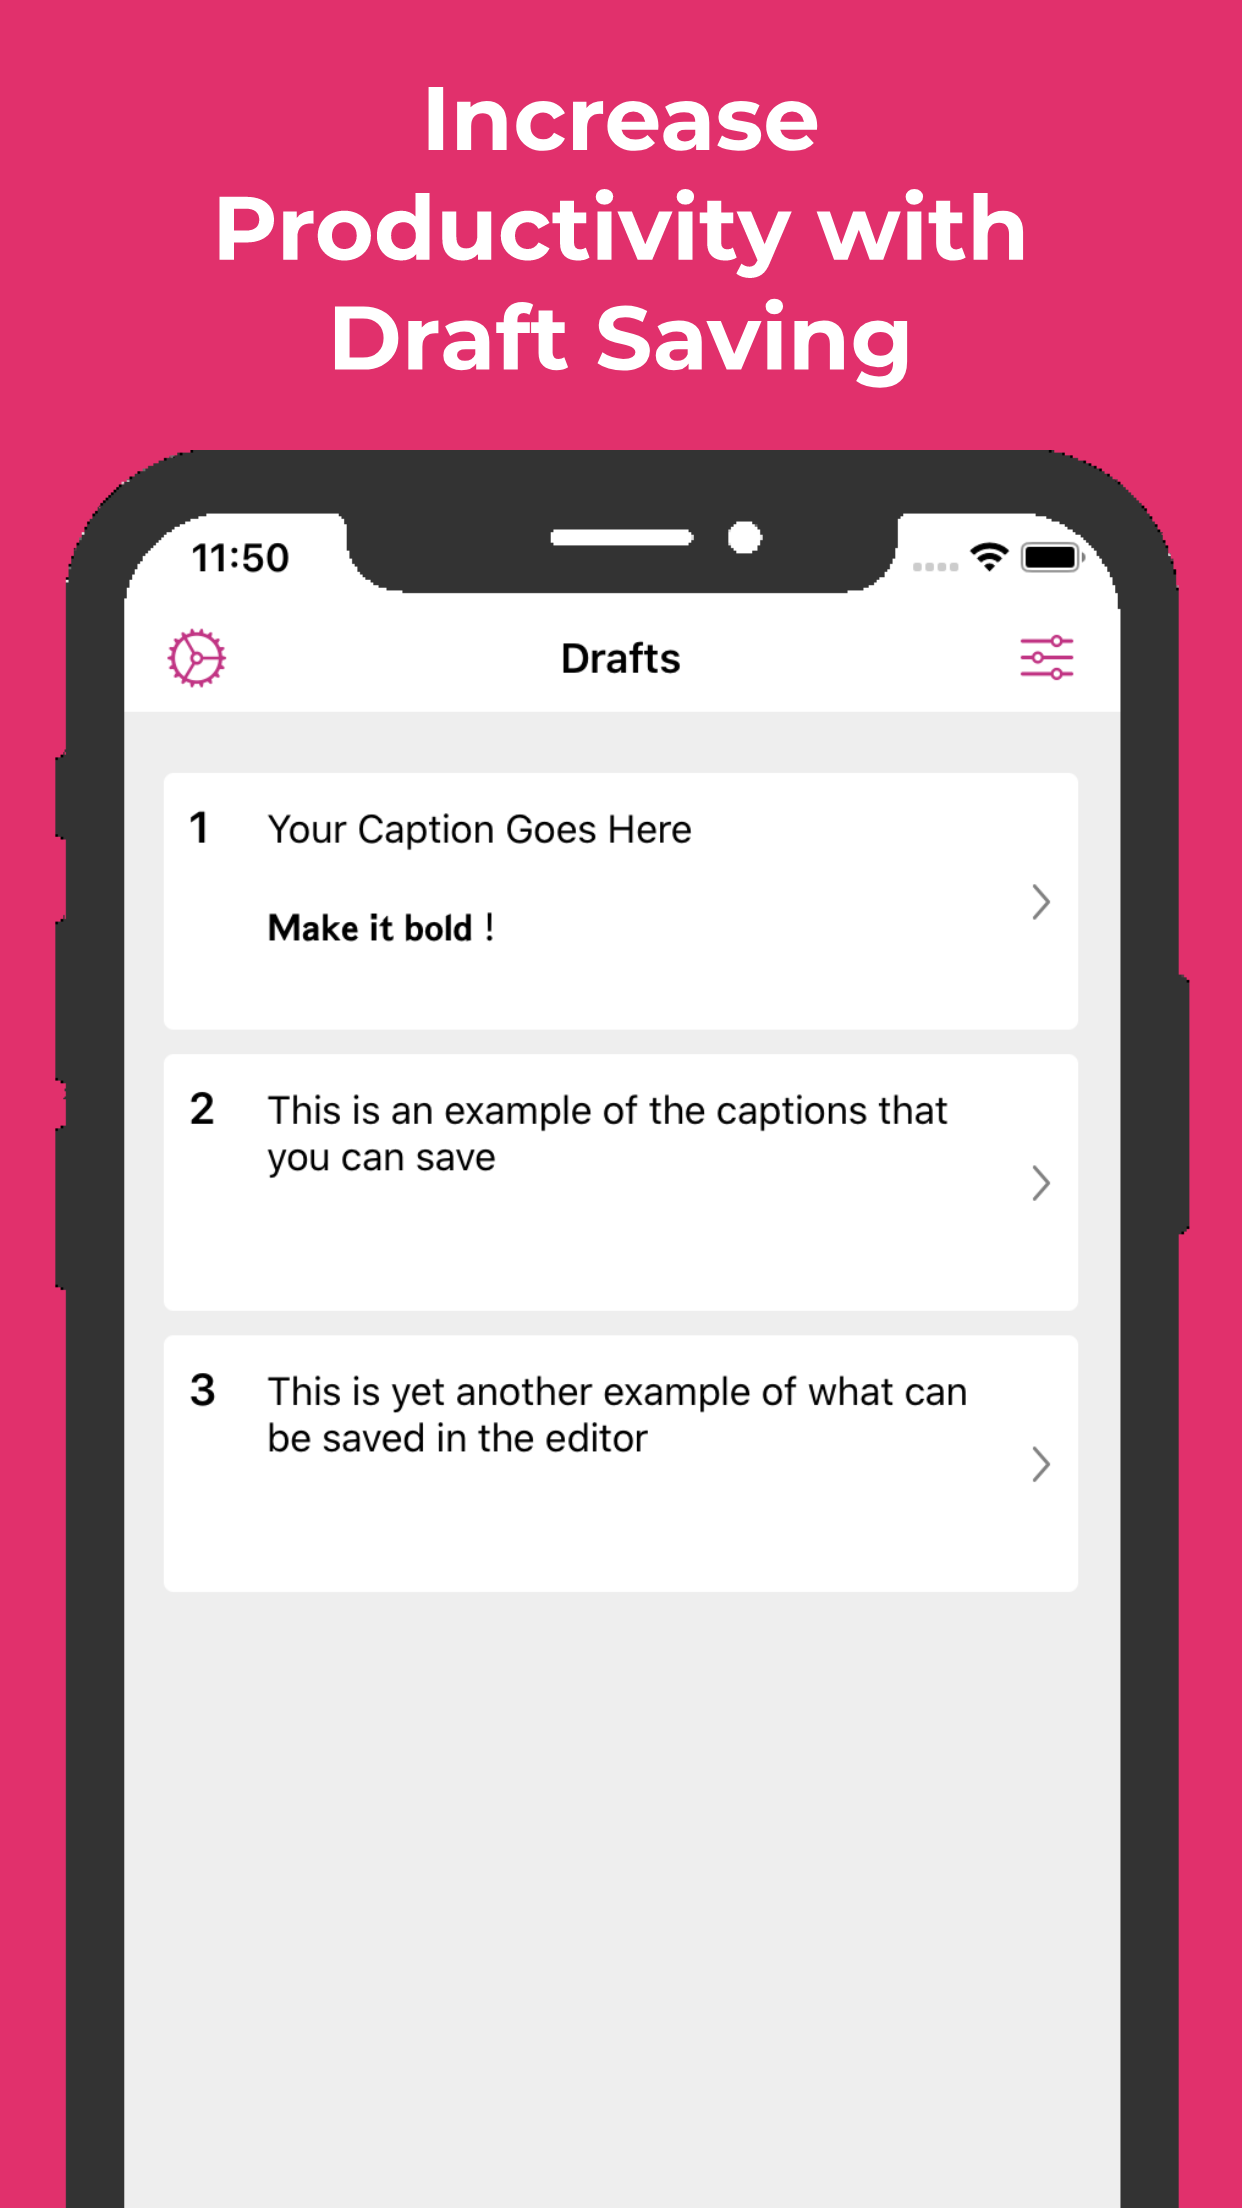 Increase
Productivity with
Draft Saving
11:50
Drafts
1 Your Caption Goes Here
Make it bold !
2 This is an example of the captions that
you can save
3 This is yet another example of what can
be saved in the editor